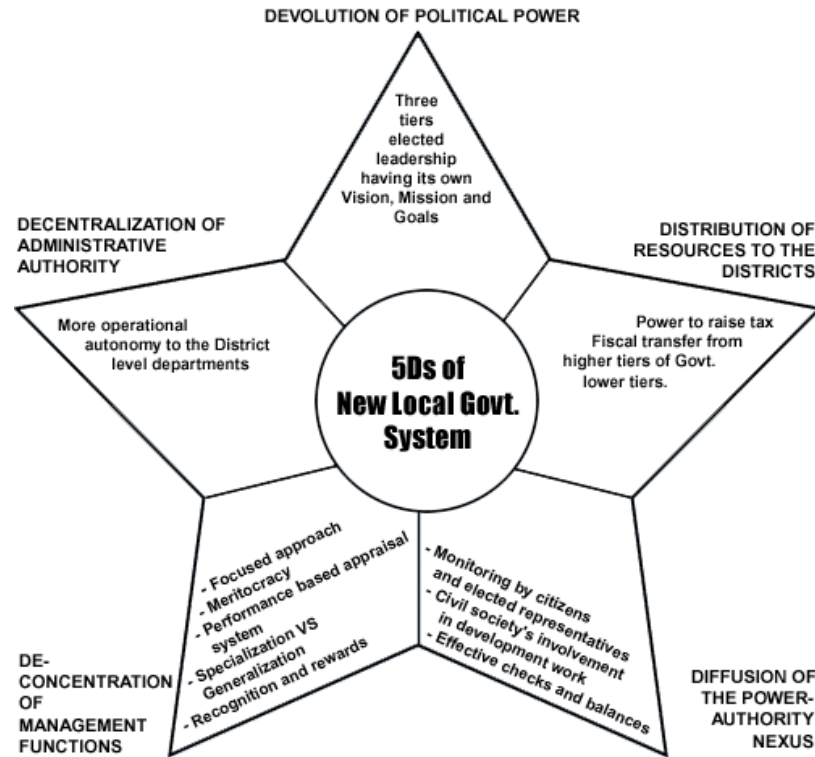 DEVOLUTION OF POLITICAL POWER
Three
tiers
elected
leadership
having its own
Vision, Mission and
Goals
DECENTRALIZATION OF
ADMINISTRATIVE
AUTHORITY
More operational
autonomy to the District
level departments
DISTRIBUTION OF
RESOURCES TO THE
DISTRICTS
Power to raise tax
Fiscal transfer from
higher tiers of Govt.
lower tiers.
5Ds of
New Local Govt.
System
- Focused approach
- Meritocracy
- Performance based appraisal
system
- Specialization VS
Generalization
- Recognition and rewards
DE-
CONCENTRATION
OF
MANAGEMENT
FUNCTIONS
- Monitoring by citizens
and elected representatives
- Civil society's involvement
in development work
- Effective checks and balances
DIFFUSION OF
THE POWER-
AUTHORITY
NEXUS